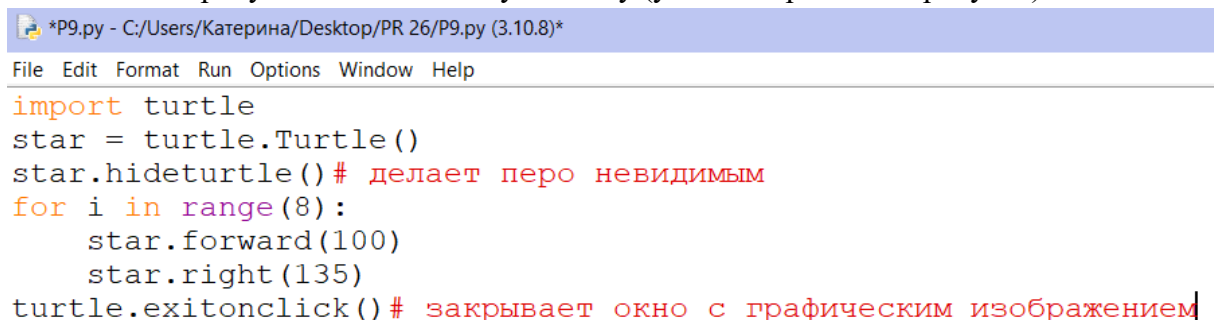 *P9.py - C:/Users/Катерина/Desktop/PR 26/P9.py (3.10.8)*
File Edit Format Run Options Window Help
import turtle
star = turtle.Turtle()
star.hideturtle()# делает перо невидимым
for i in range(8):
    star.forward(100)
    star.right(135)
turtle.exitonclick()# закрывает окно с графическим изображением